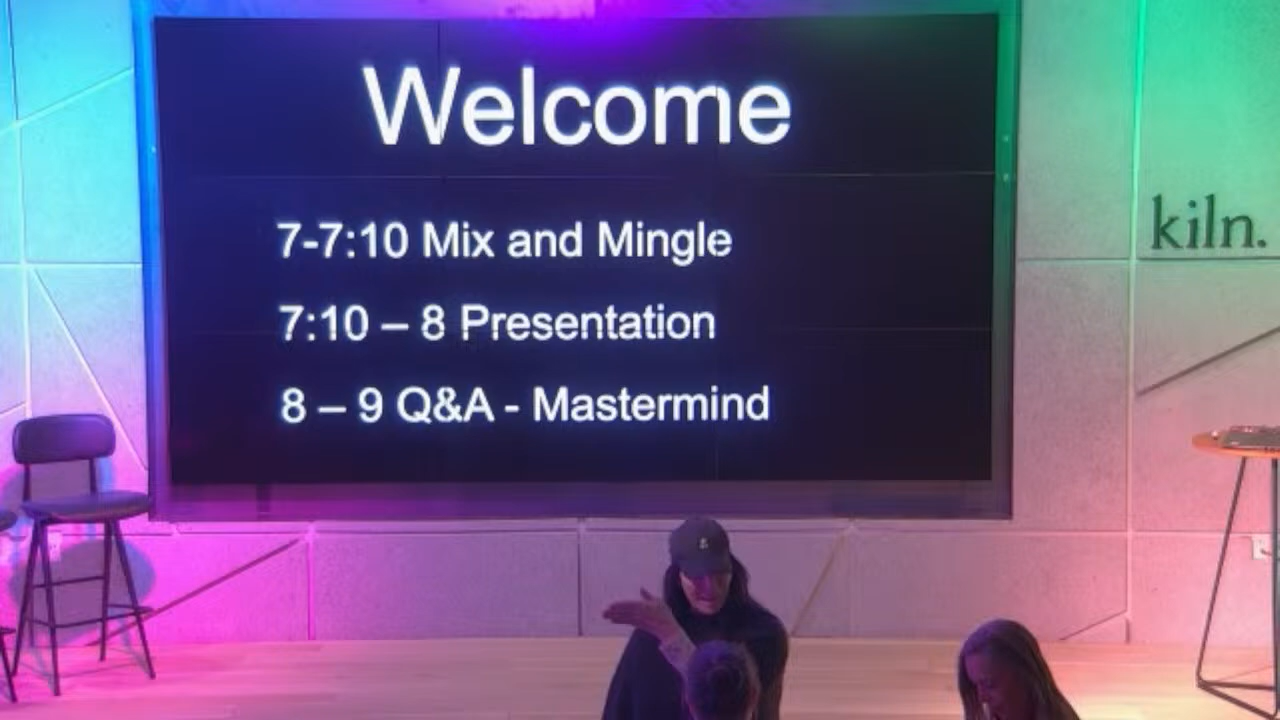 Welcome
7-7:10 Mix and Mingle
7:10 – 8 Presentation
8 – 9 Q&A - Mastermind
kiln.